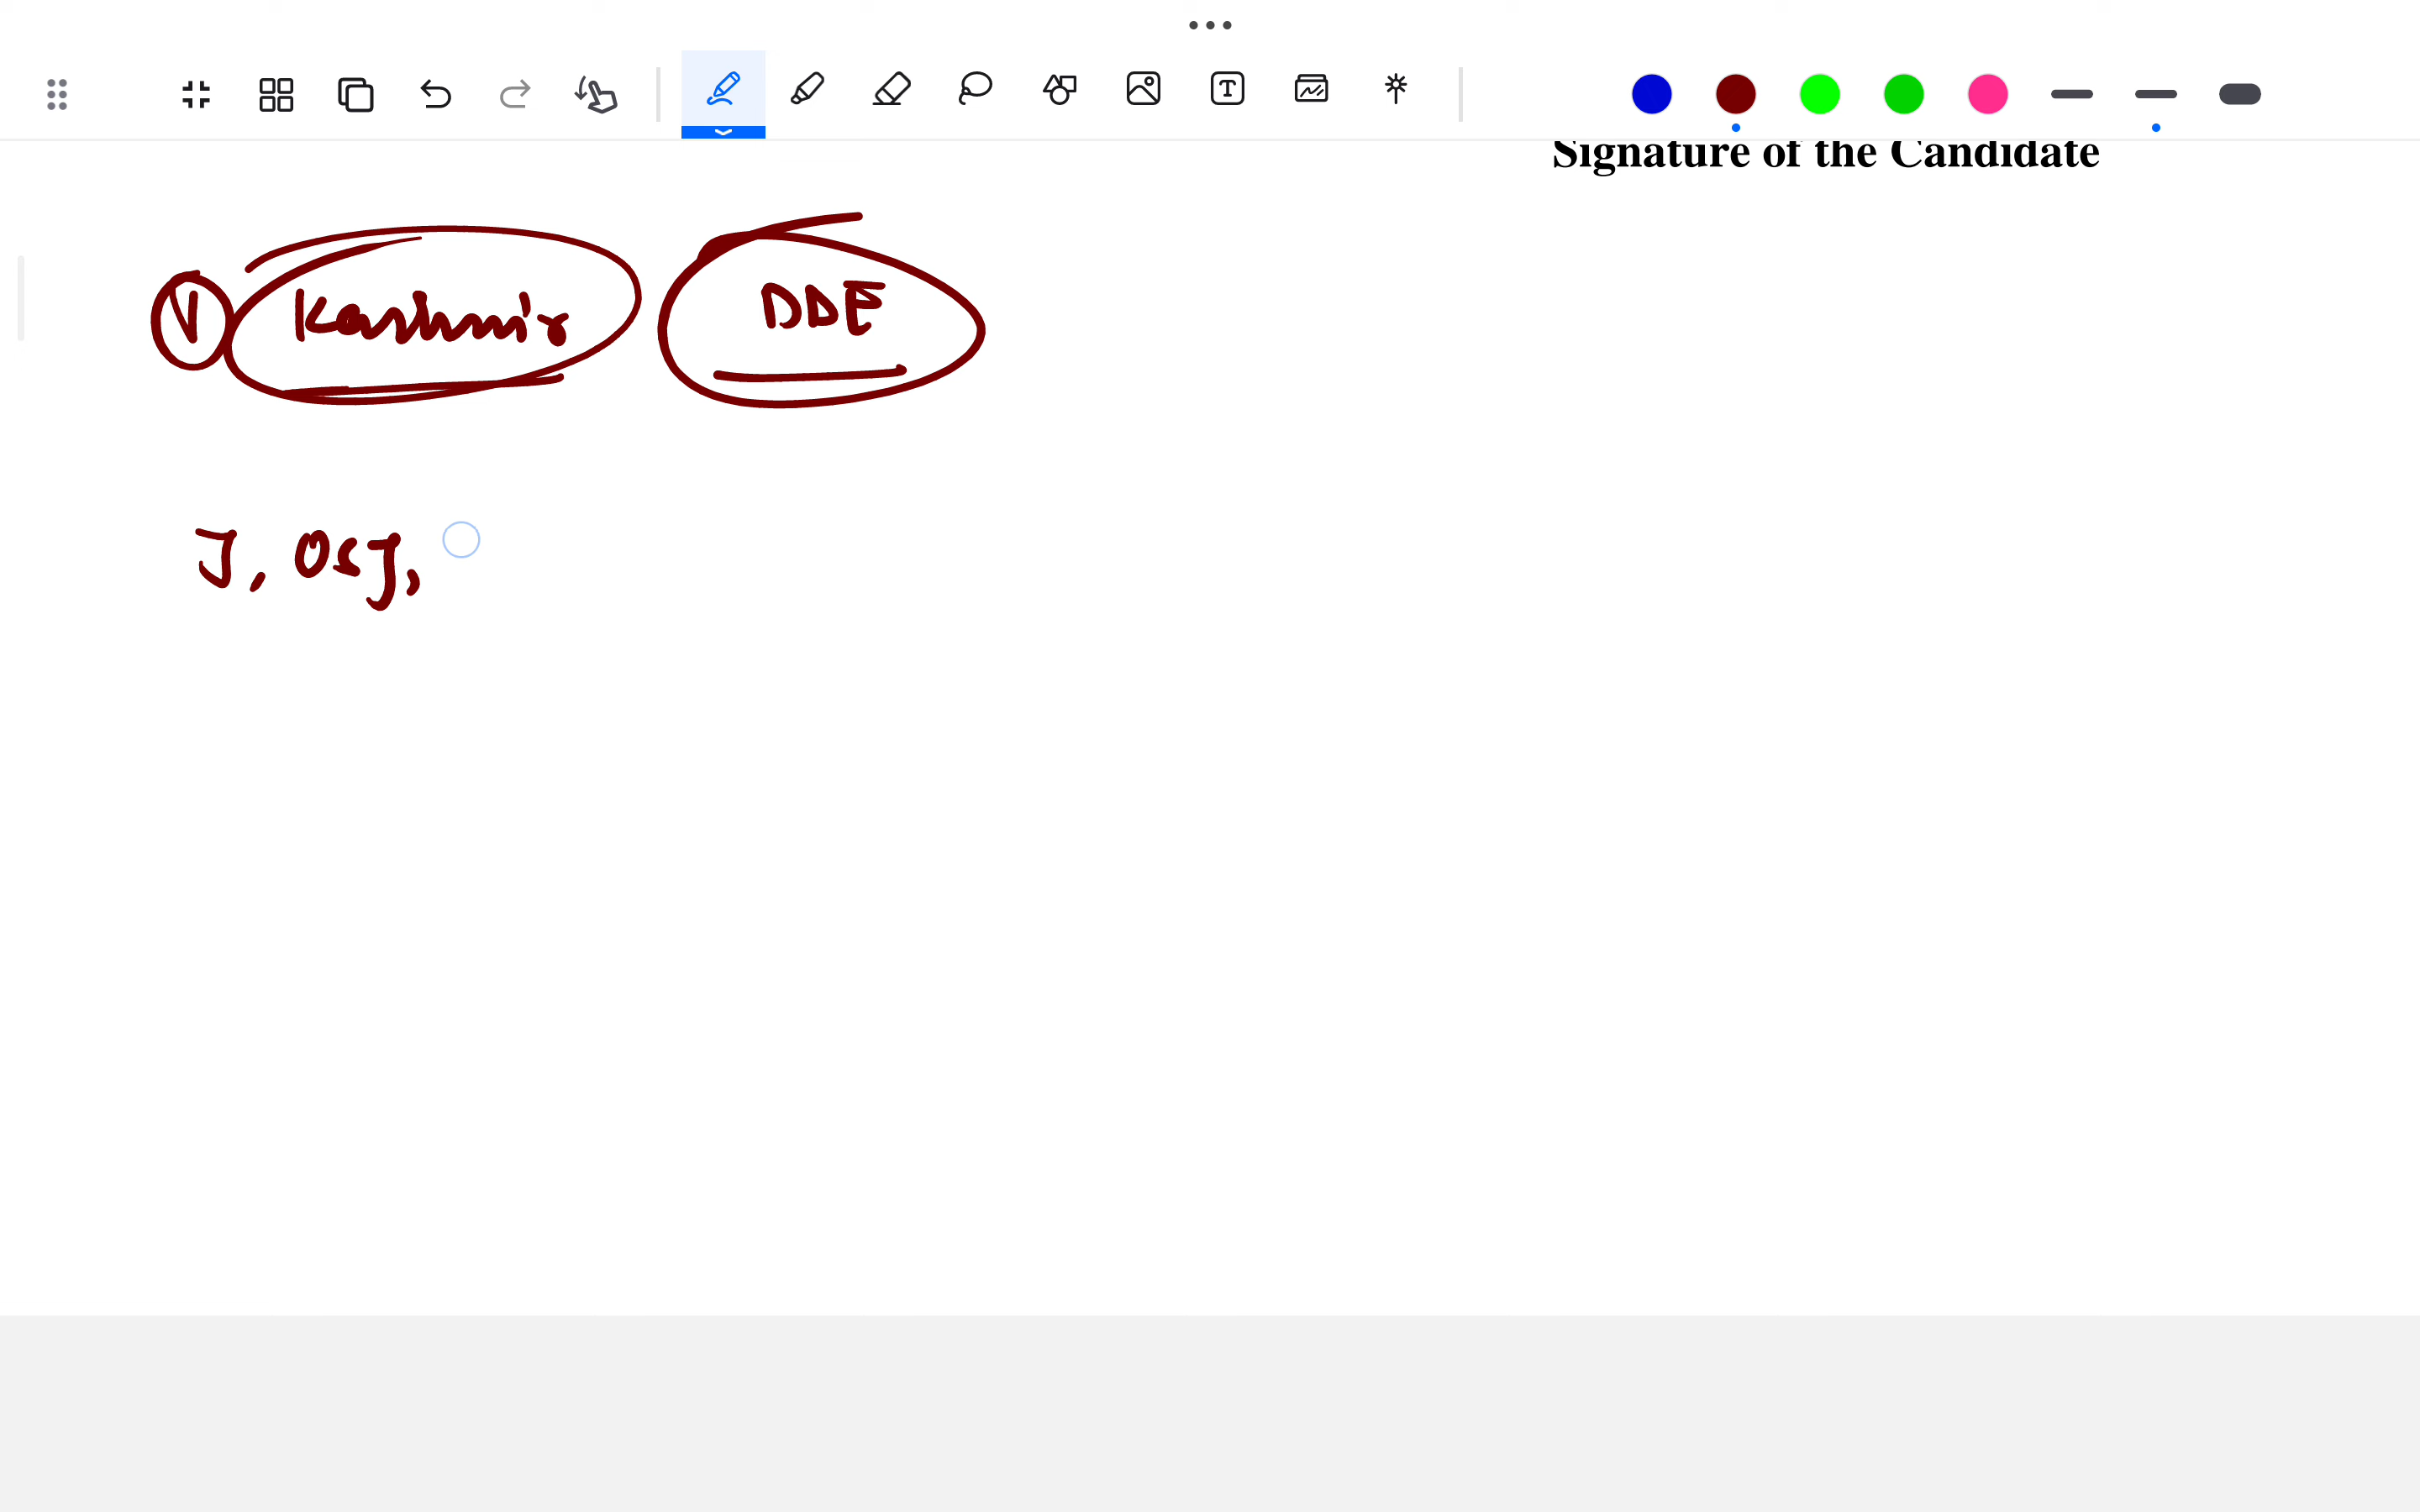 Signature of the Candidate
① Kashmir DDE
J, OSJ,